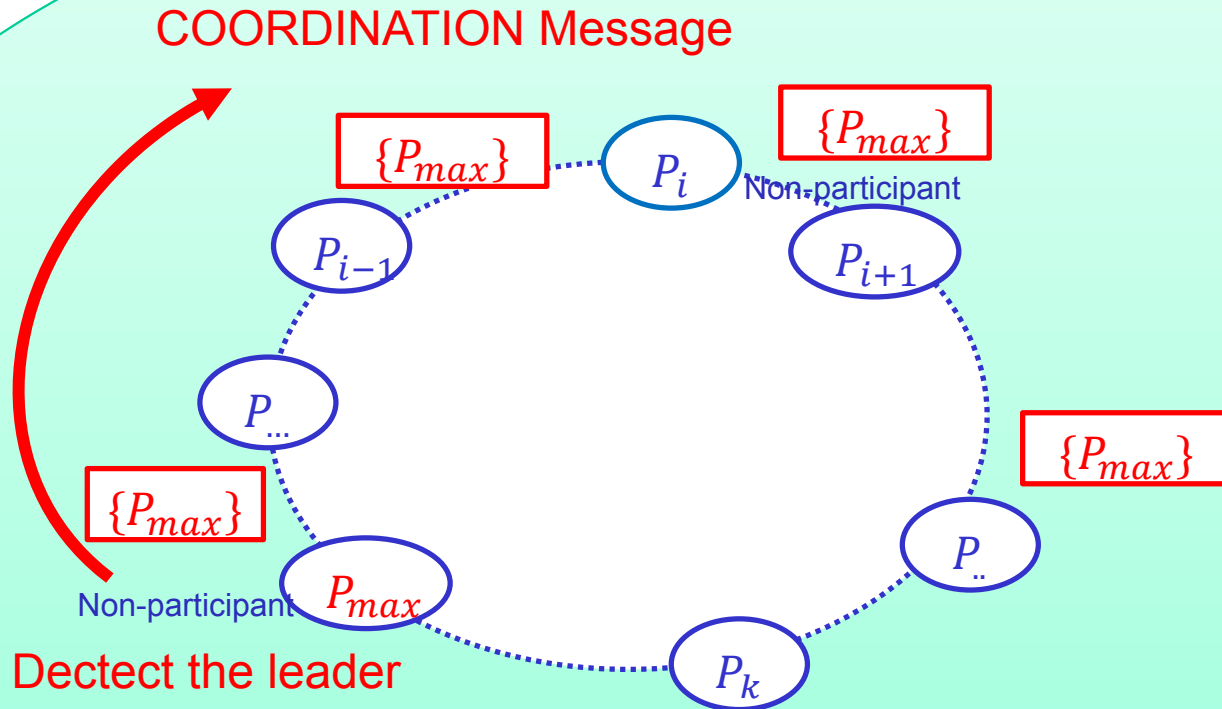 COORDINATION Message
{P_max}
{P_max}
P_i
Non-participant
P_{i-1}
P_{i+1}
P_...
{P_max}
{P_max}
P_..
P_max
Non-participant
P_k
Dectect the leader